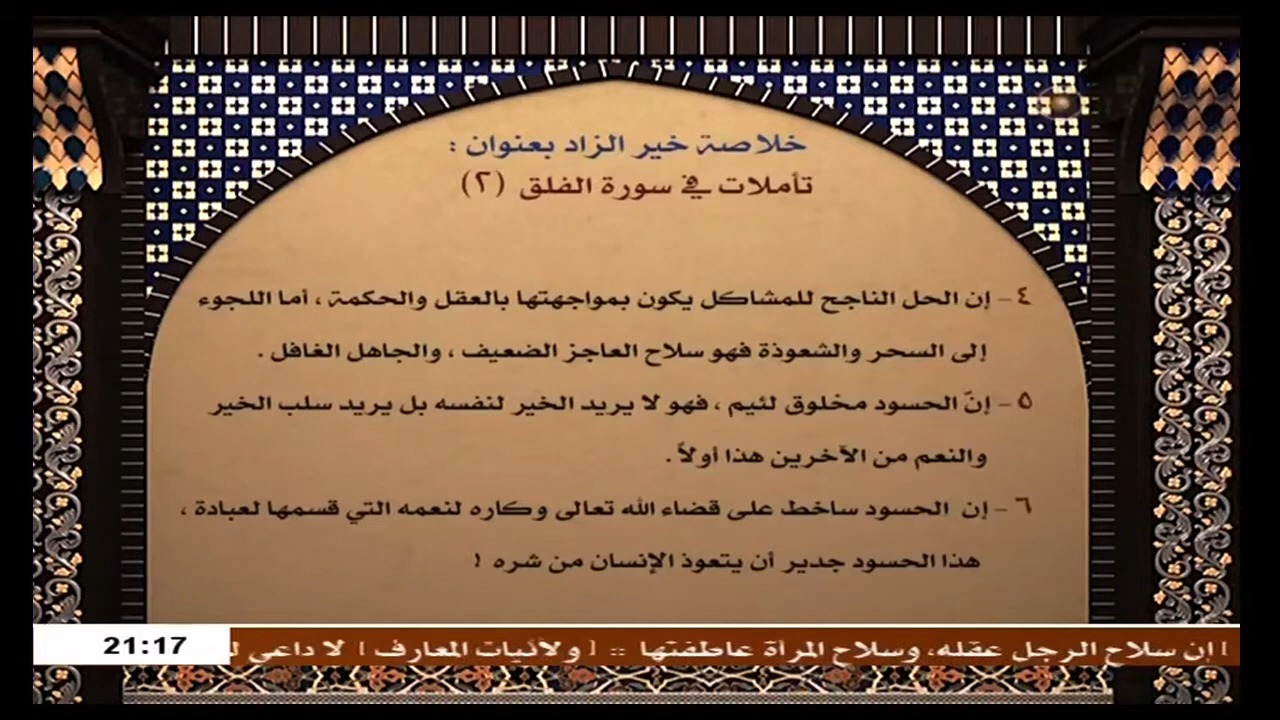 خلاصة خير الزاد بعنوان :
تأملات في سورة الفلق (٢)
٤- إن الحل الناجح للمشاكل يكون بمواجهتها بالعقل والحكمة ، أما اللجوء
إلى السحر والشعوذة فهو سلاح العاجز الضعيف ، والجاهل الغافل .
٥- إنّ الحسود مخلوق لئيم ، فهو لا يريد الخير لنفسه بل يريد سلب الخير
والنعم من الآخرين هذا أولاً .
٦- إن الحسود ساخط على قضاء الله تعالى وكاره لنعمه التي قسمها لعبادة ،
هذا الحسود جدير أن يتعوذ الإنسان من شره !
] إن سلاح الرجل عقله، وسلاح المرأة عاطفتها :: [ ولأئيات المعارف ] لا داعي
21:17